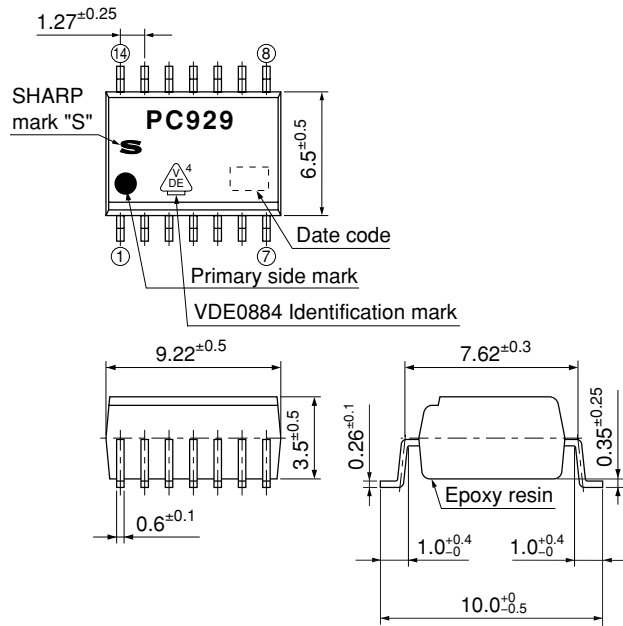 1.27±0.25
14
8
SHARP
mark "S"
PC929
S
V
DE
4
6.5±0.5
Date code
1
7
Primary side mark
VDE0884 Identification mark
9.22±0.5
7.62±0.3
3.5±0.5
0.26±0.1
0.35±0.25
Epoxy resin
0.6±0.1
1.0+0.4−0
1.0+0.4−0
10.0+0−0.5